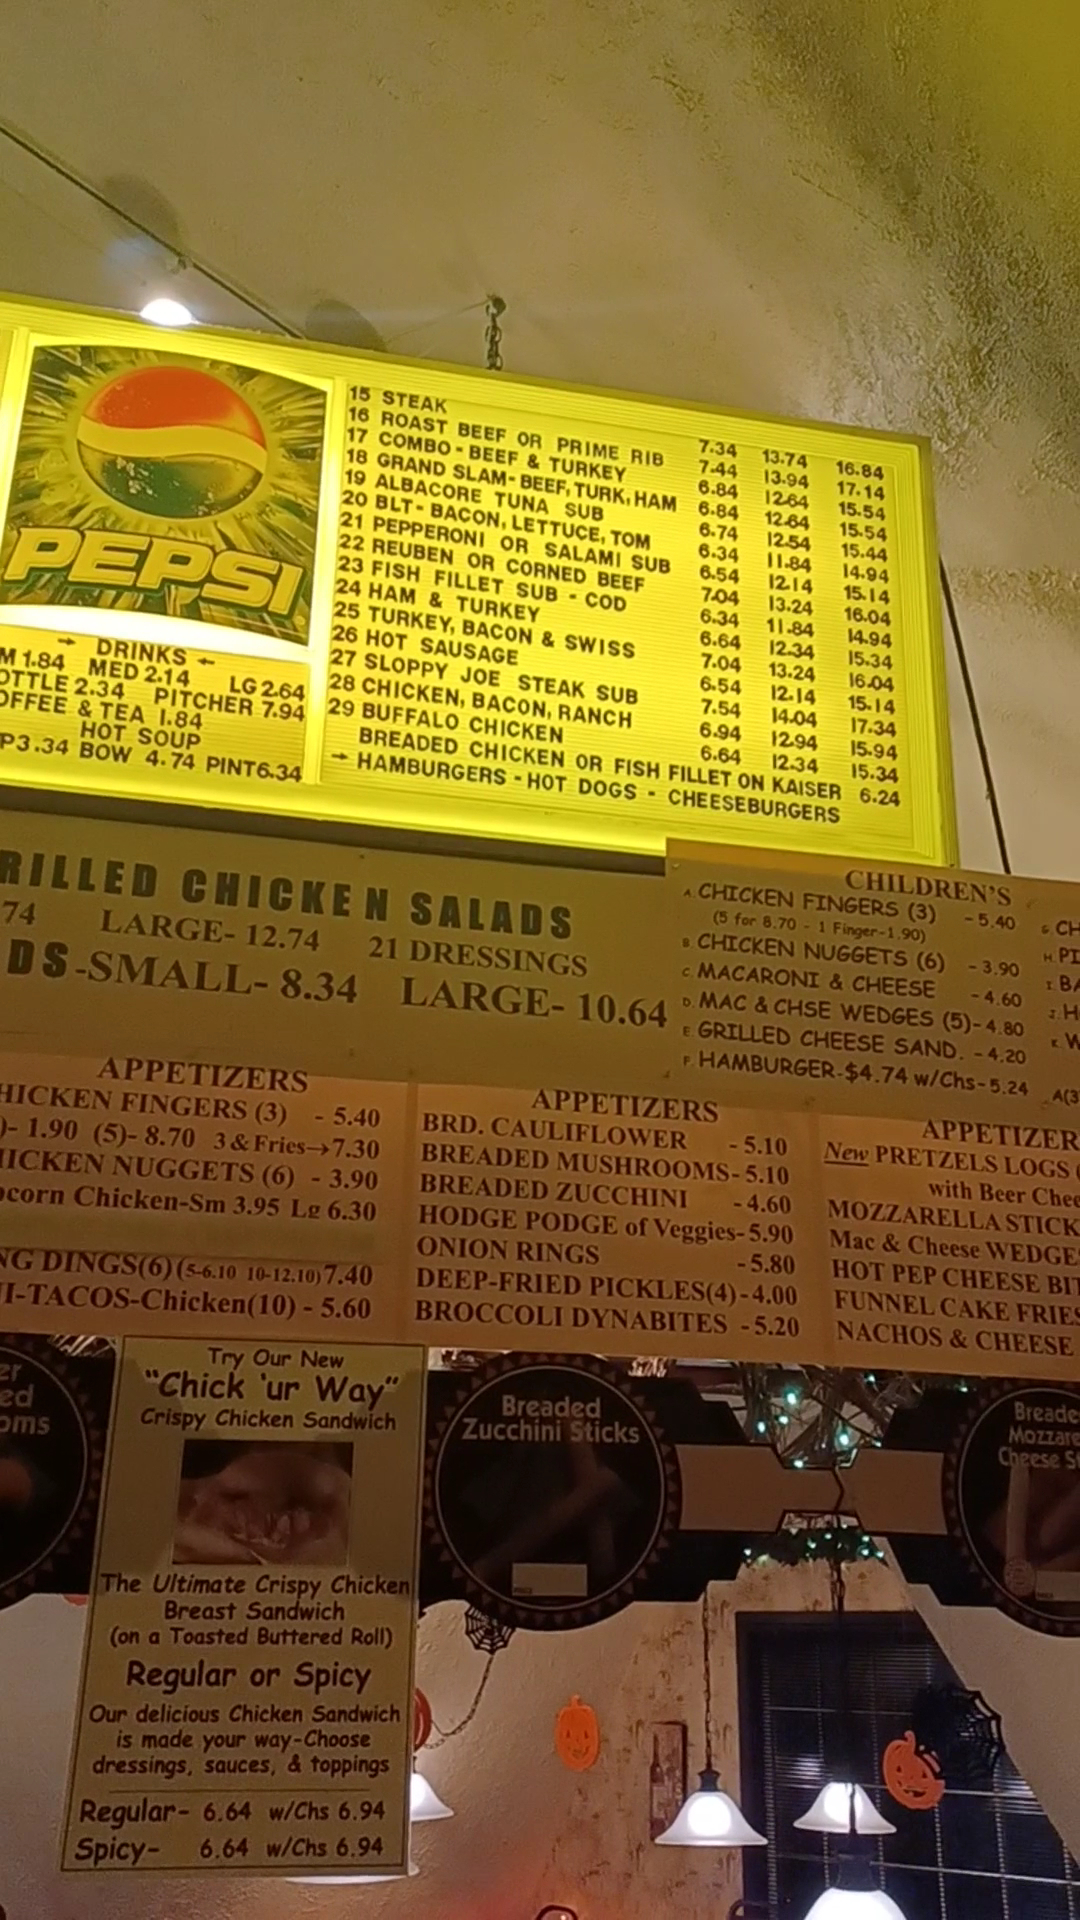 PEPSI
→ DRINKS ←
1.84 MED 2.14 LG 2.64
2.34 PITCHER 7.94
& TEA 1.84
HOT SOUP
3.34 BOW 4.74 PINT 6.34
15 STEAK 7.34 13.74 16.84
16 ROAST BEEF OR PRIME RIB 7.44 13.94 17.14
17 COMBO - BEEF & TURKEY 6.84 12.64 15.54
18 GRAND SLAM - BEEF, TURK, HAM 6.84 12.64 15.54
19 ALBACORE TUNA SUB 6.74 12.54 15.44
20 BLT - BACON, LETTUCE, TOM 6.34 11.84 14.94
21 PEPPERONI OR SALAMI SUB 6.54 12.14 15.14
22 REUBEN OR CORNED BEEF 7.04 13.24 16.04
23 FISH FILLET SUB - COD 6.34 11.84 14.94
24 HAM & TURKEY 6.64 12.34 15.34
25 TURKEY, BACON & SWISS 7.04 13.24 16.04
26 HOT SAUSAGE 6.54 12.14 15.14
27 SLOPPY JOE STEAK SUB 7.54 14.04 17.34
28 CHICKEN, BACON, RANCH 6.94 12.94 15.94
29 BUFFALO CHICKEN 6.64 12.34 15.34
BREADED CHICKEN OR FISH FILLET ON KAISER 6.24
→ HAMBURGERS - HOT DOGS - CHEESEBURGERS
CHICKEN SALADS
LARGE- 12.74 21 DRESSINGS
-SMALL- 8.34 LARGE- 10.64
CHILDREN'S
A. CHICKEN FINGERS (3) - 5.40
(5 for 8.70 - 1 Finger-1.90)
B. CHICKEN NUGGETS (6) - 3.90
C. MACARONI & CHEESE - 4.60
D. MAC & CHSE WEDGES (5)- 4.80
E. GRILLED CHEESE SAND. - 4.20
F. HAMBURGER-$4.74 w/Chs-5.24
APPETIZERS
FINGERS (3) - 5.40
- 1.90 (5)- 8.70 3 & Fries→7.30
NUGGETS (6) - 3.90
Chicken-Sm 3.95 Lg 6.30
DINGS(6) (5-6.10 10-12.10) 7.40
-TACOS-Chicken(10) - 5.60
APPETIZERS
BRD. CAULIFLOWER - 5.10
BREADED MUSHROOMS- 5.10
BREADED ZUCCHINI - 4.60
HODGE PODGE of Veggies- 5.90
ONION RINGS - 5.80
DEEP-FRIED PICKLES(4)- 4.00
BROCCOLI DYNABITES - 5.20
APPETIZER
New PRETZELS LOGS (
with Beer Chee
MOZZARELLA STICK
Mac & Cheese WEDGE
HOT PEP CHEESE BIT
FUNNEL CAKE FRIES
NACHOS & CHEESE
Try Our New
"Chick 'ur Way"
Crispy Chicken Sandwich
The Ultimate Crispy Chicken
Breast Sandwich
(on a Toasted Buttered Roll)
Regular or Spicy
Our delicious Chicken Sandwich
is made your way-Choose
dressings, sauces, & toppings
Regular- 6.64 w/Chs 6.94
Spicy- 6.64 w/Chs 6.94
Breaded
Zucchini Sticks
Breade
Mozzare
Cheese St